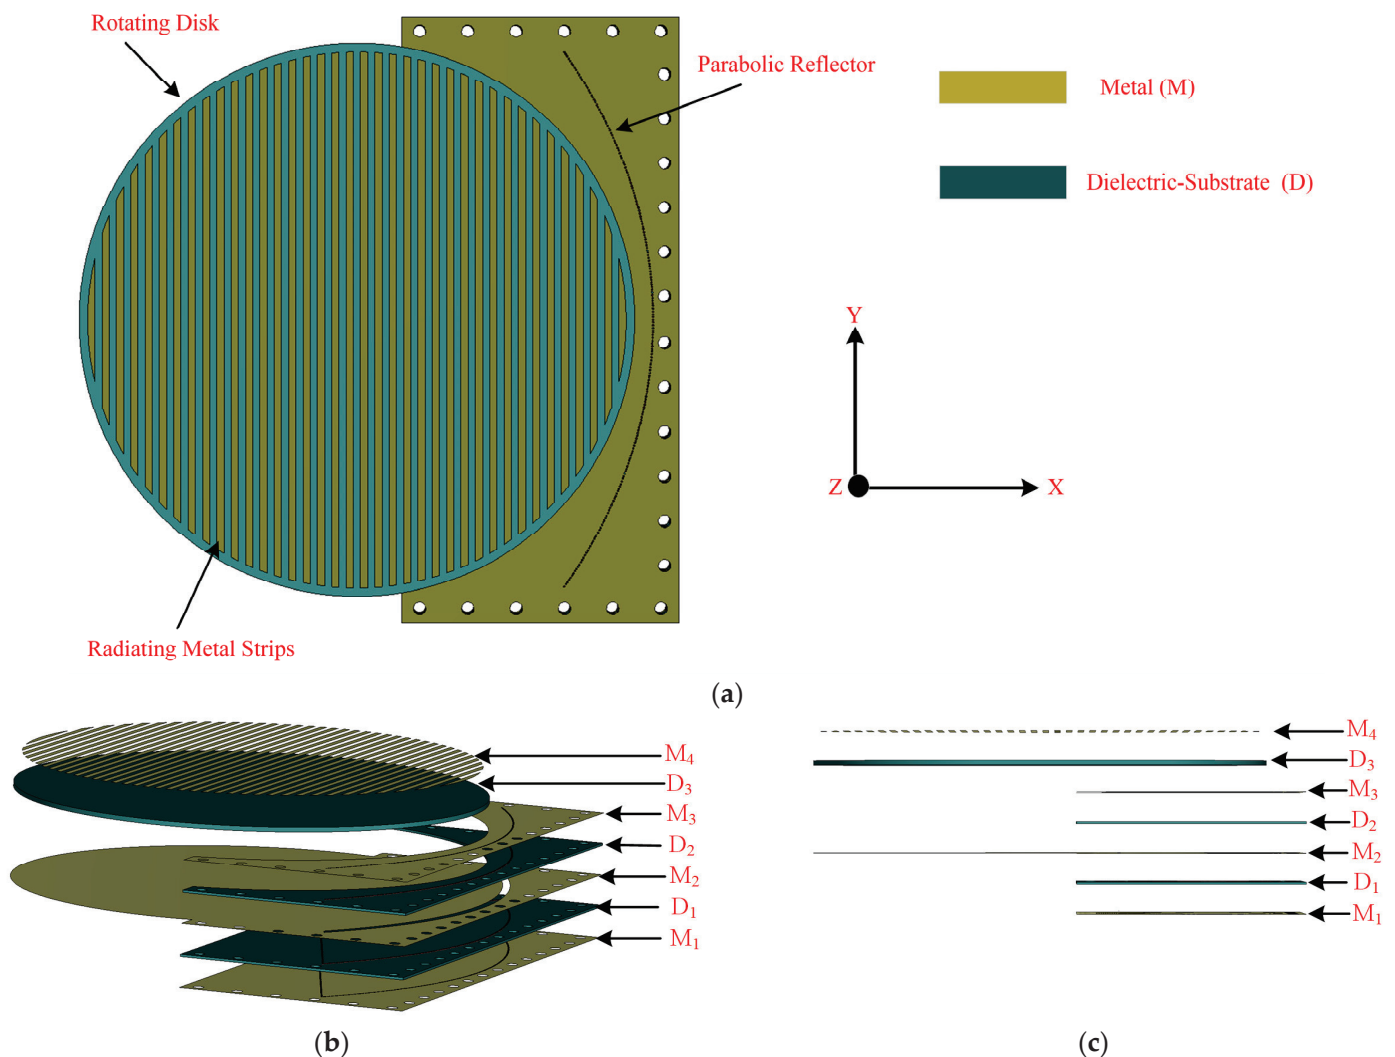 Rotating Disk
Parabolic Reflector
Metal (M)
Dielectric-Substrate (D)
Y
Z
X
Radiating Metal Strips
(a)
M4
D3
M3
D2
M2
D1
M1
(b)
M4
D3
M3
D2
M2
D1
M1
(c)